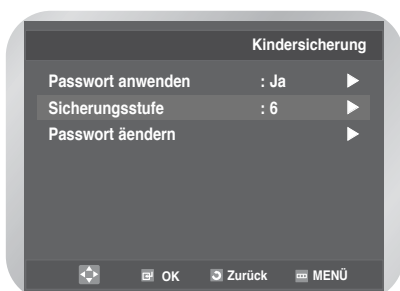 Kindersicherung
Passwort anwenden : Ja
Sicherungsstufe : 6
Passwort äendern
OK Zurück MENÜ